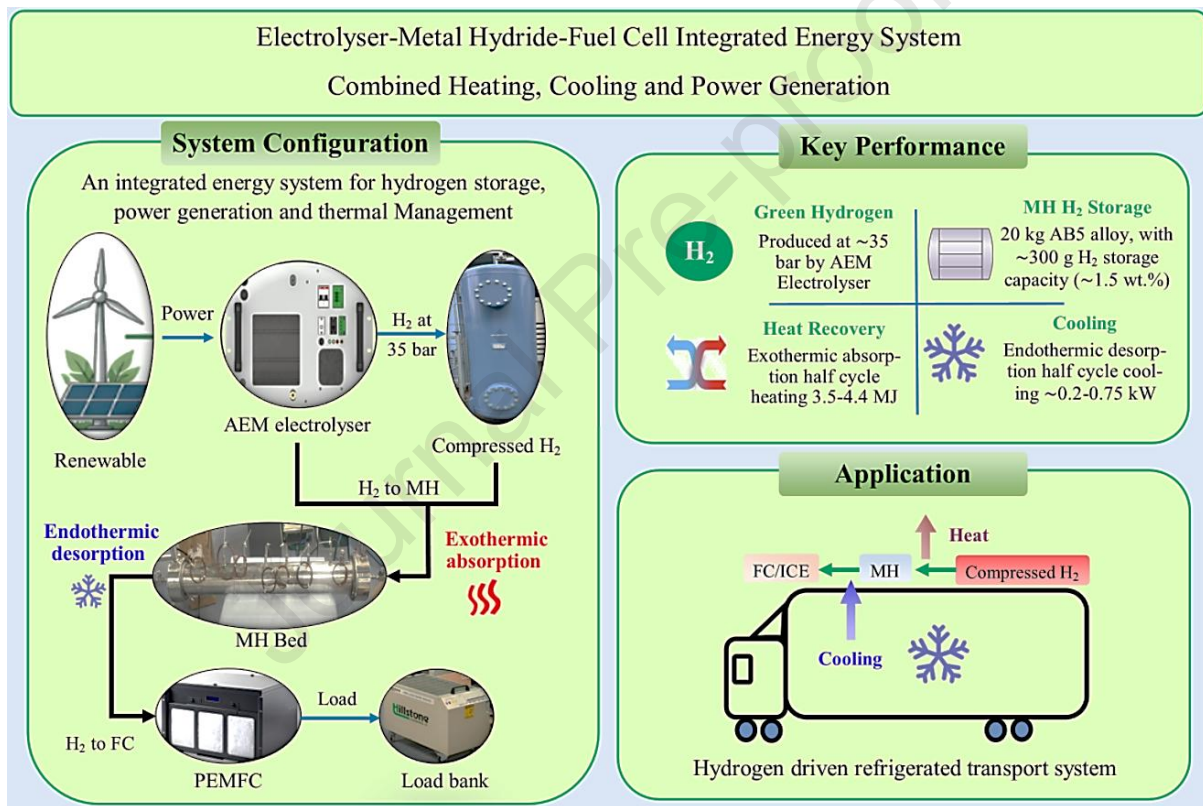 Electrolyser-Metal Hydride-Fuel Cell Integrated Energy System
Combined Heating, Cooling and Power Generation
System Configuration
An integrated energy system for hydrogen storage,
power generation and thermal Management
Power
H₂ at
35 bar
Renewable
AEM electrolyser
Compressed H₂
H₂ to MH
Endothermic
desorption
Exothermic
absorption
MH Bed
H₂ to FC
Load
Hillstone
PEMFC
Load bank
Key Performance
Green Hydrogen
H₂
Produced at ~35
bar by AEM
Electrolyser
MH H₂ Storage
20 kg AB5 alloy, with
~300 g H₂ storage
capacity (~1.5 wt.%)
Heat Recovery
Exothermic absorp-
tion half cycle
heating 3.5-4.4 MJ
Cooling
Endothermic desorp-
tion half cycle cool-
ing ~0.2-0.75 kW
Application
Heat
FC/ICE
MH
Compressed H₂
Cooling
Hydrogen driven refrigerated transport system
Journal Pre-proof